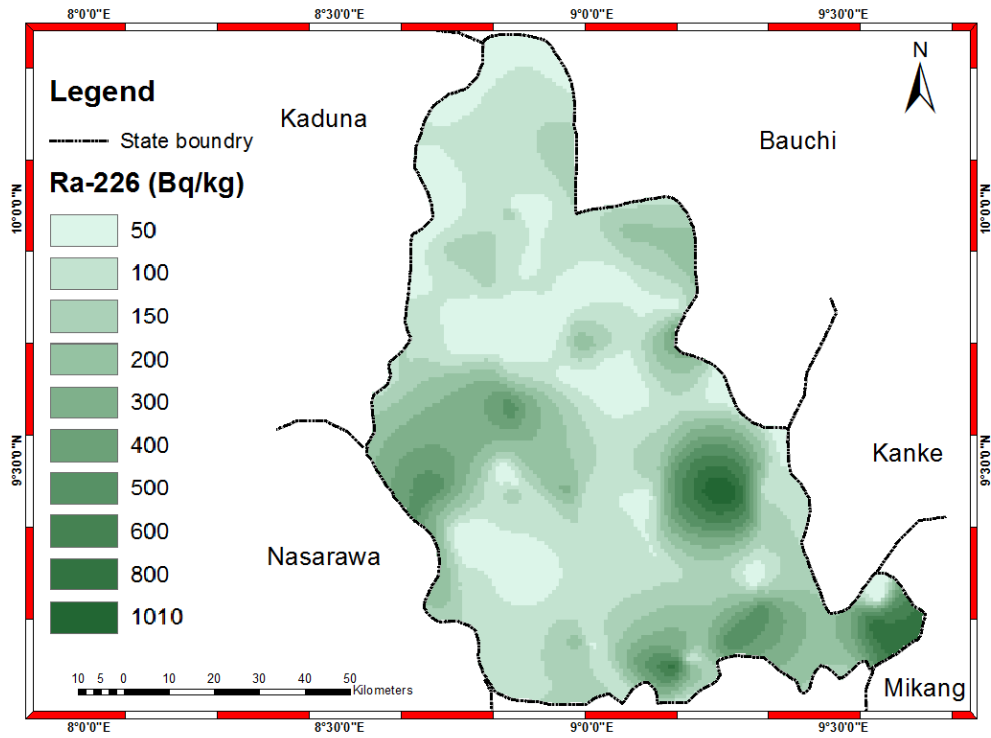 8°0'0"E 8°30'0"E 9°0'0"E 9°30'0"E
N
Legend
Kaduna
State boundry
Bauchi
Ra-226 (Bq/kg)
10°0'0"N
10°0'0"N
50
100
150
200
300
400
500
600
800
1010
9°30'0"N
9°30'0"N
Kanke
Nasarawa
Mikang
10 5 0 10 20 30 40 50
Kilometers
8°0'0"E 8°30'0"E 9°0'0"E 9°30'0"E